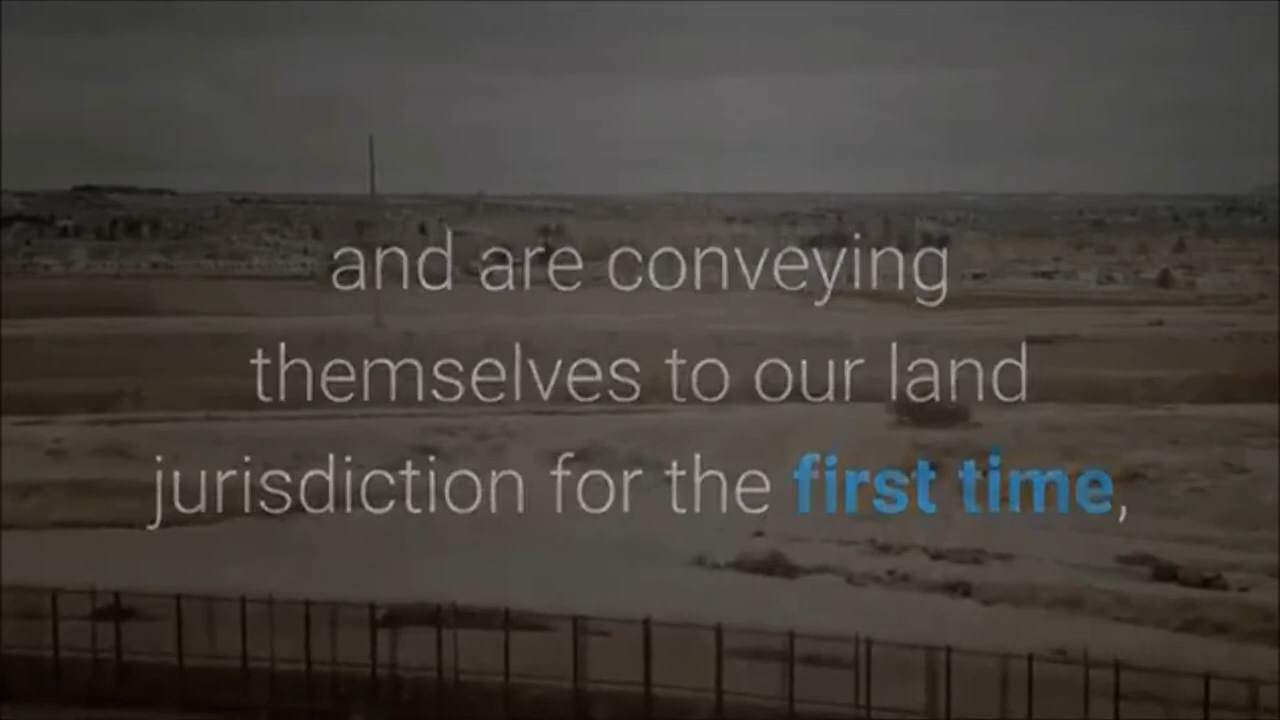 and are conveying
themselves to our land
jurisdiction for the first time,